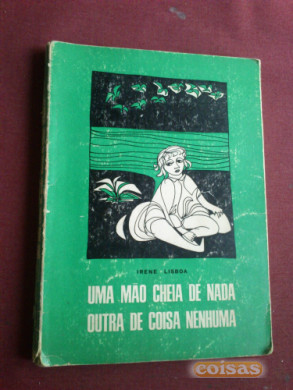 IRENE LISBOA
UMA MÃO CHEIA DE NADA
OUTRA DE COISA NENHUMA
coisas